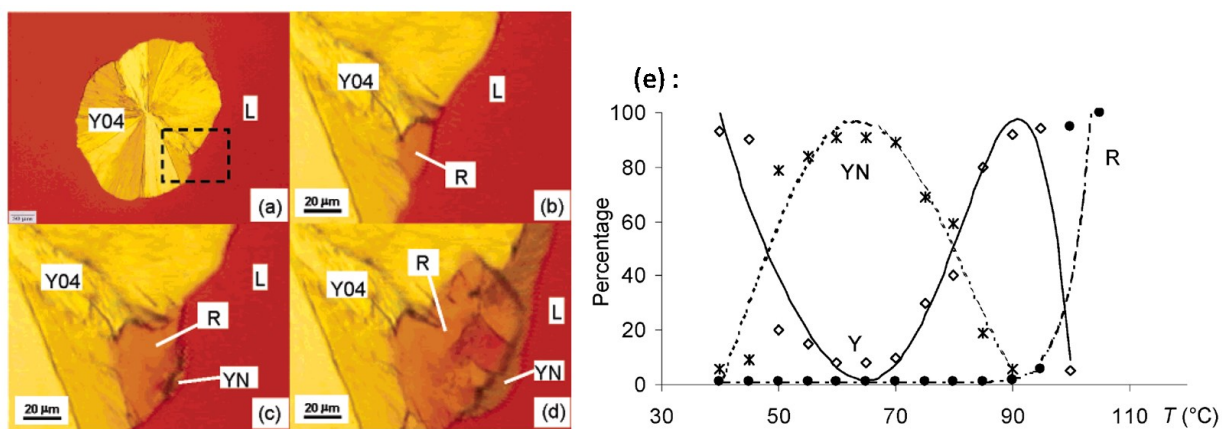 Y04
L
(a)
Y04
L
R
20 µm
(b)
Y04
L
R
YN
20 µm
(c)
R
Y04
L
YN
20 µm
(d)
(e) :
Percentage
100
80
60
40
20
0
YN
Y
R
30
50
70
90
110
T (°C)